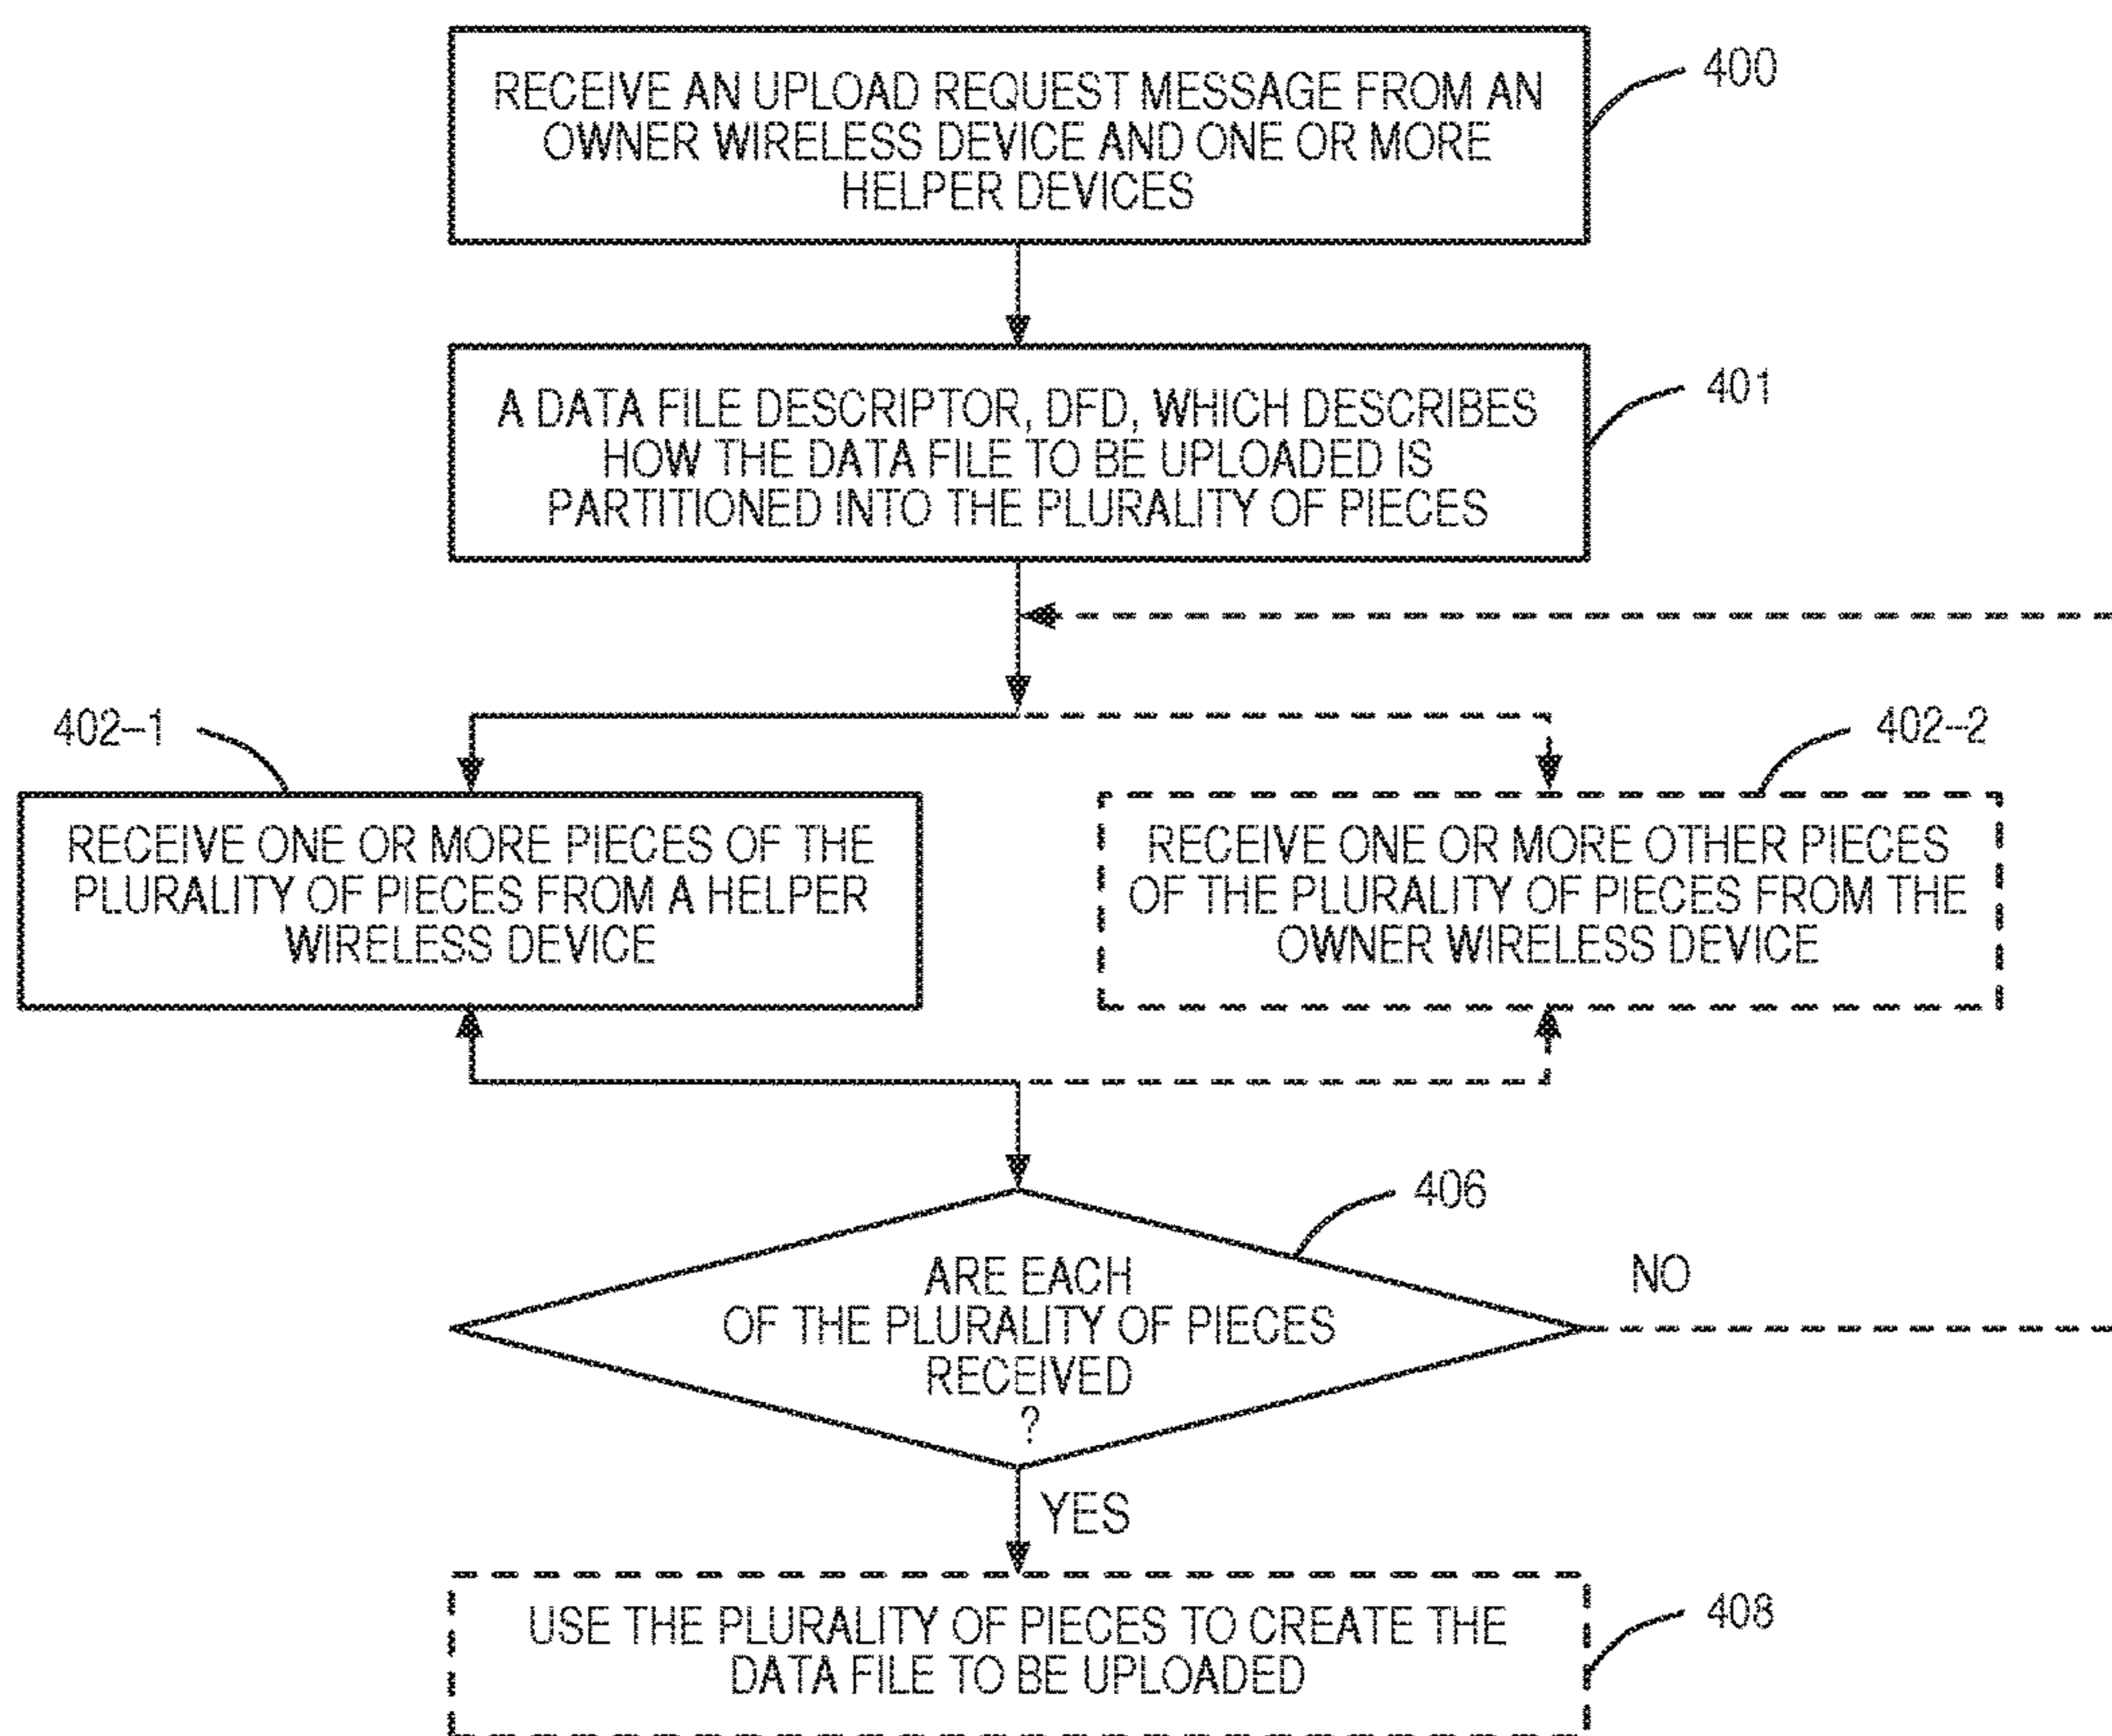 RECEIVE AN UPLOAD REQUEST MESSAGE FROM AN
OWNER WIRELESS DEVICE AND ONE OR MORE
HELPER DEVICES
400
A DATA FILE DESCRIPTOR, DFD, WHICH DESCRIBES
HOW THE DATA FILE TO BE UPLOADED IS
PARTITIONED INTO THE PLURALITY OF PIECES
401
402-1
402-2
RECEIVE ONE OR MORE PIECES OF THE
PLURALITY OF PIECES FROM A HELPER
WIRELESS DEVICE
RECEIVE ONE OR MORE OTHER PIECES
OF THE PLURALITY OF PIECES FROM THE
OWNER WIRELESS DEVICE
406
ARE EACH
OF THE PLURALITY OF PIECES
RECEIVED
?
NO
YES
USE THE PLURALITY OF PIECES TO CREATE THE
DATA FILE TO BE UPLOADED
408